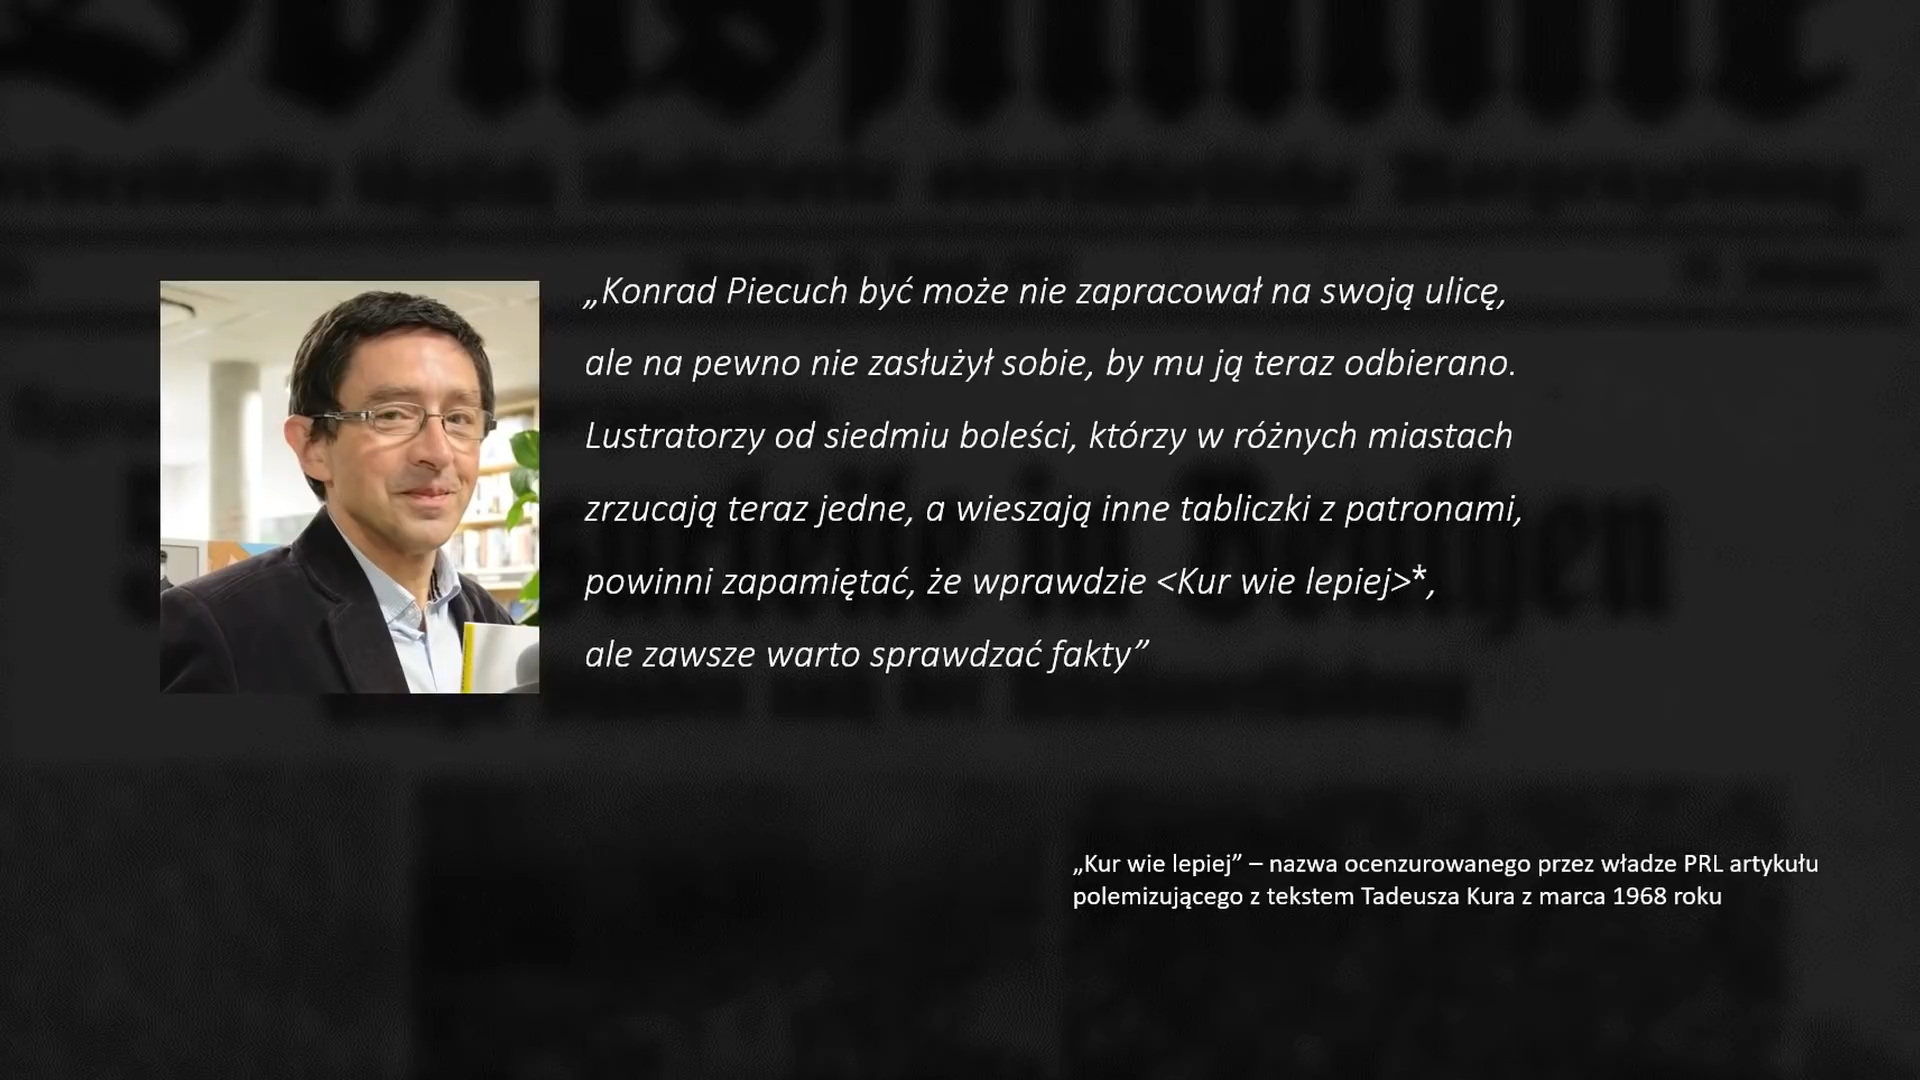 „Konrad Piecuch być może nie zapracował na swoją ulicę,
ale na pewno nie zasłużył sobie, by mu ją teraz odbierano.
Lustratorzy od siedmiu boleści, którzy w różnych miastach
zrzucają teraz jedne, a wieszają inne tabliczki z patronami,
powinni zapamiętać, że wprawdzie <Kur wie lepiej>*,
ale zawsze warto sprawdzać fakty”
„Kur wie lepiej” – nazwa ocenzurowanego przez władze PRL artykułu
polemizującego z tekstem Tadeusza Kura z marca 1968 roku